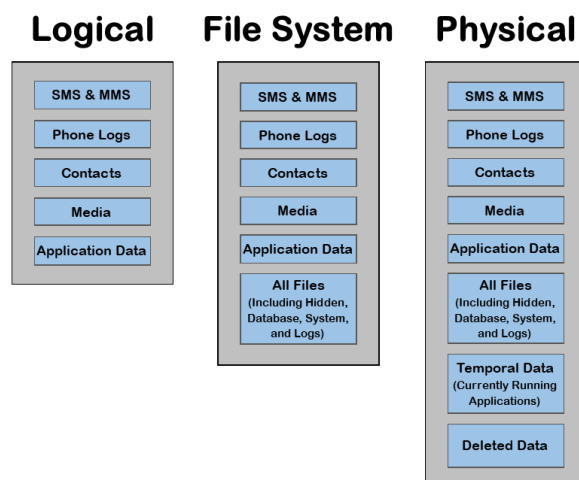 Logical
SMS & MMS
Phone Logs
Contacts
Media
Application Data
File System
SMS & MMS
Phone Logs
Contacts
Media
Application Data
All Files
(Including Hidden,
Database, System,
and Logs)
Physical
SMS & MMS
Phone Logs
Contacts
Media
Application Data
All Files
(Including Hidden,
Database, System,
and Logs)
Temporal Data
(Currently Running
Applications)
Deleted Data